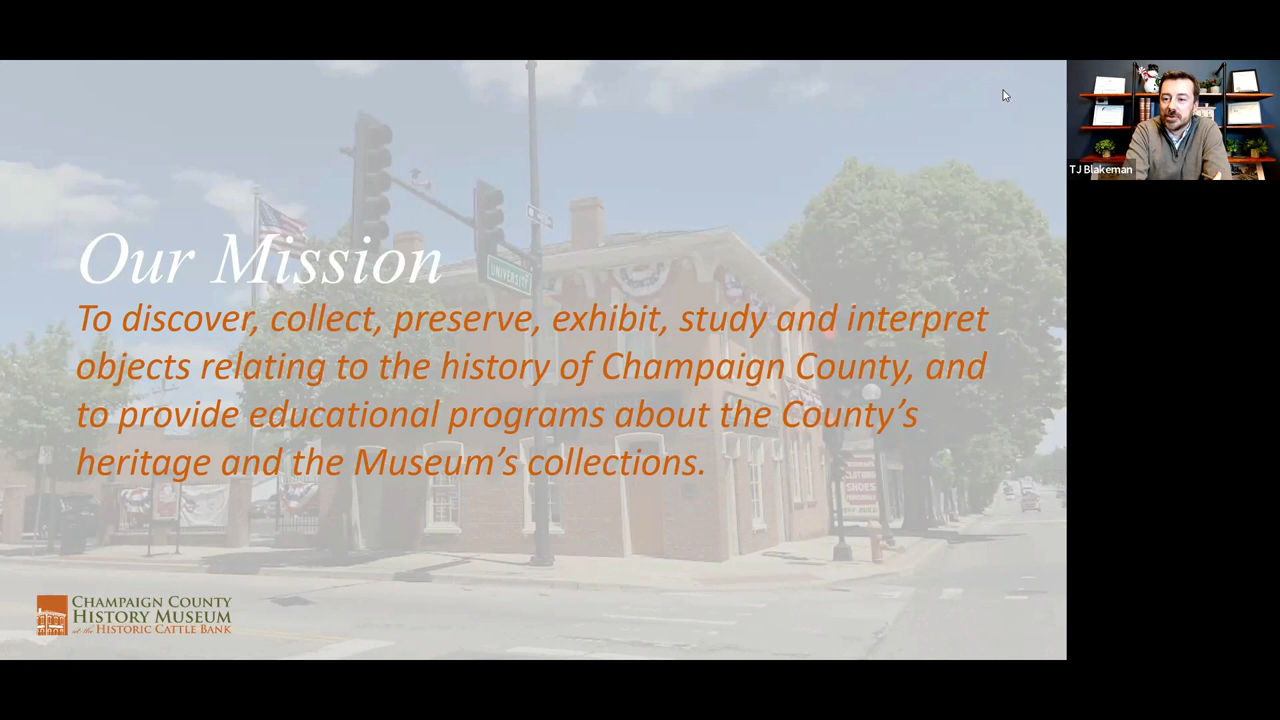 Our Mission
To discover, collect, preserve, exhibit, study and interpret
objects relating to the history of Champaign County, and
to provide educational programs about the County's
heritage and the Museum's collections.
UNIVERSITY
CLOTHING
SHOES
CHAMPAIGN COUNTY
HISTORY MUSEUM
at the HISTORIC CATTLE BANK
TJ Blakeman